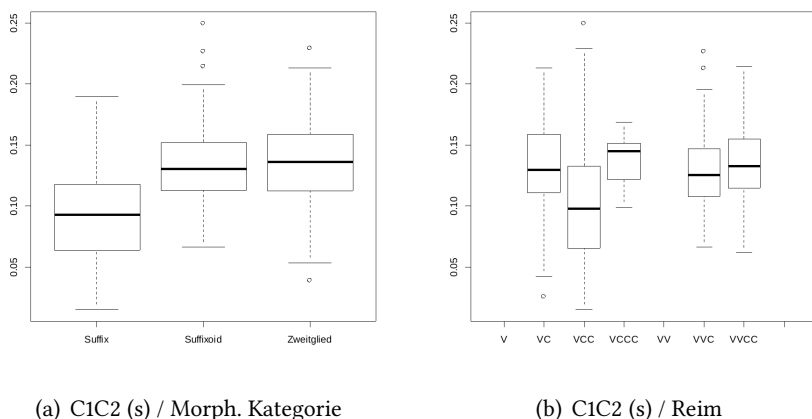 0.25
0.20
0.15
0.10
0.05
Suffix Suffixoid Zweitglied
(a) C1C2 (s) / Morph. Kategorie
0.25
0.20
0.15
0.10
0.05
V VC VCC VCCC VV VVC VVCC
(b) C1C2 (s) / Reim